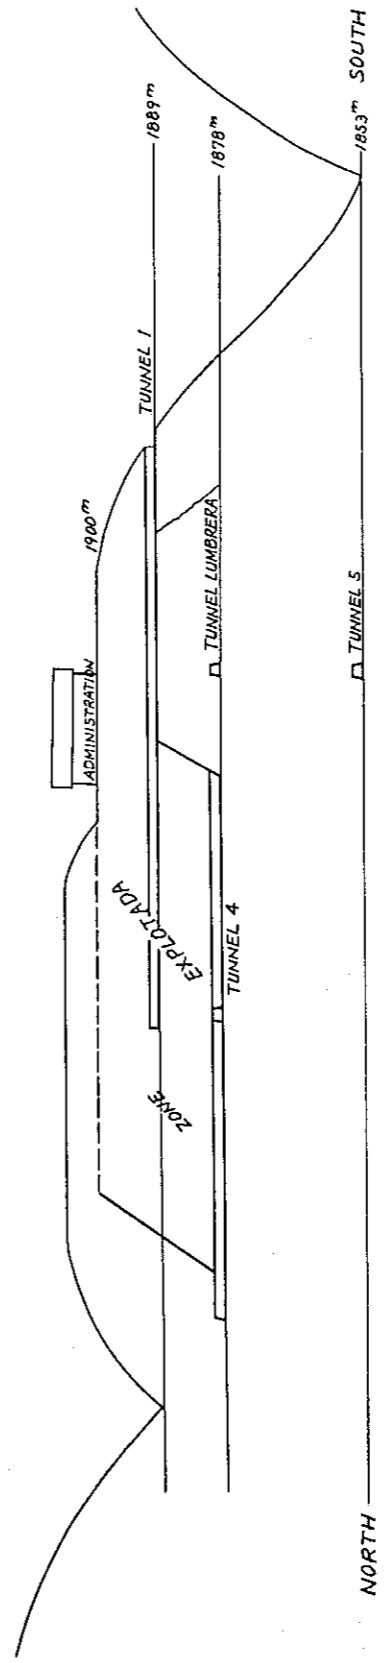 ADMINISTRATION
1900m
TUNNEL 1
1889m
ZONE EXPLOTADA
TUNNEL LUMBRERA
1878m
TUNNEL 4
TUNNEL 5
NORTH
1853m SOUTH